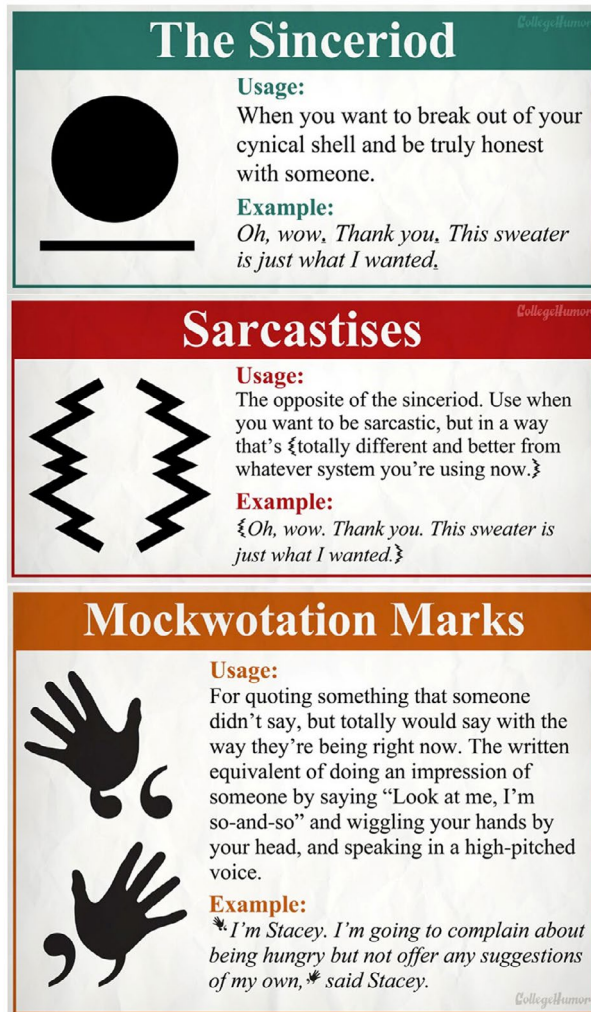 CollegeHumor
The Sinceriod
Usage:
When you want to break out of your
cynical shell and be truly honest
with someone.
Example:
Oh, wow. Thank you. This sweater
is just what I wanted.
CollegeHumor
Sarcastises
Usage:
The opposite of the sinceriod. Use when
you want to be sarcastic, but in a way
that's {totally different and better from
whatever system you're using now.}
Example:
{Oh, wow. Thank you. This sweater is
just what I wanted.}
Mockwotation Marks
Usage:
For quoting something that someone
didn't say, but totally would say with the
way they're being right now. The written
equivalent of doing an impression of
someone by saying “Look at me, I'm
so-and-so” and wiggling your hands by
your head, and speaking in a high-pitched
voice.
Example:
I'm Stacey. I'm going to complain about
being hungry but not offer any suggestions
of my own, said Stacey.
CollegeHumor